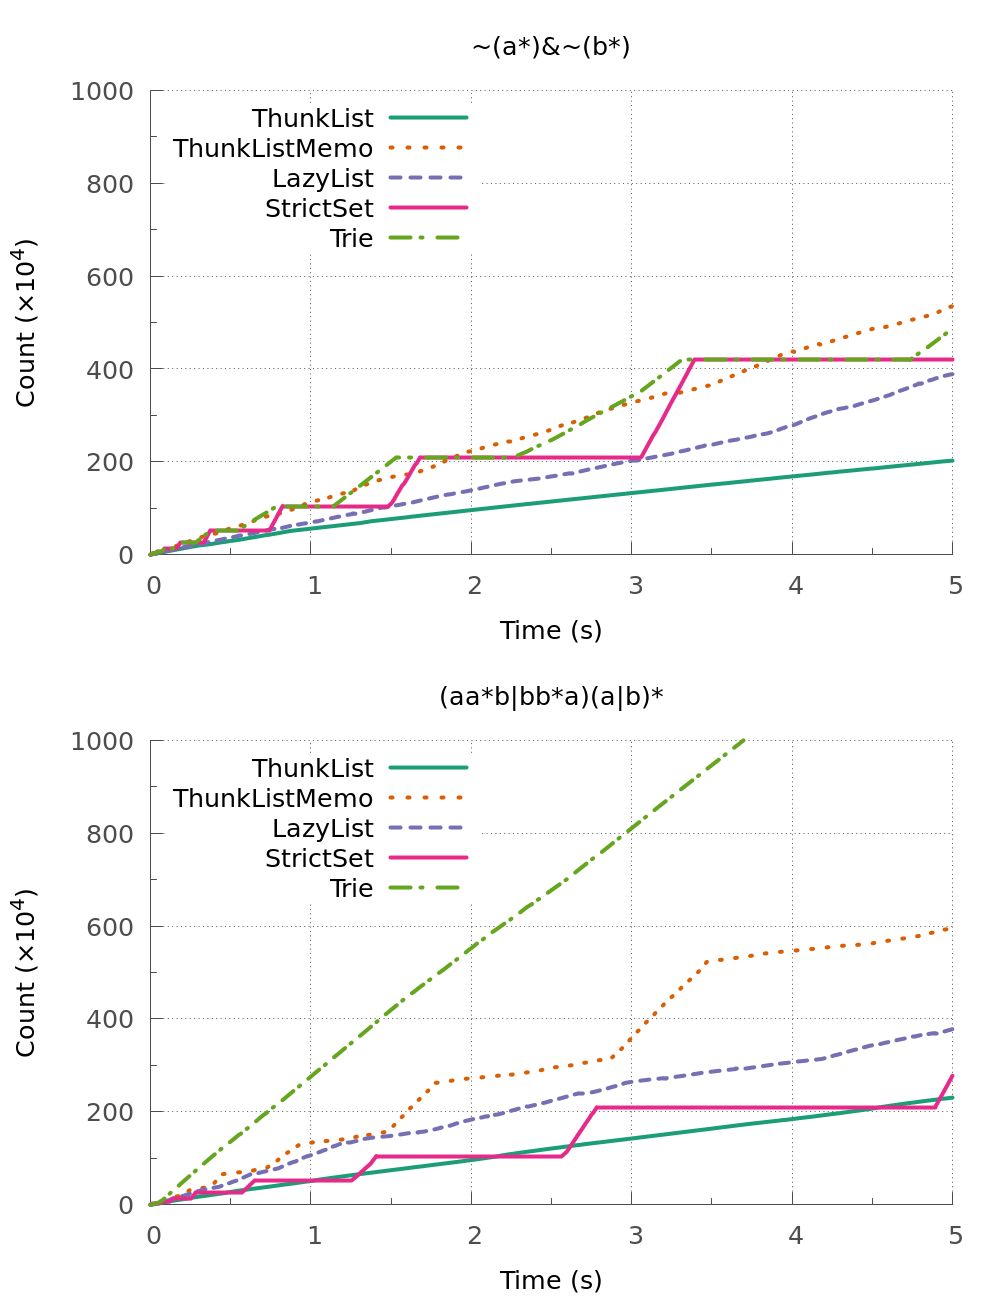 ~(a*)&~(b*)
1000
800
600
400
200
0
Count (×10⁴)
ThunkList
ThunkListMemo
LazyList
StrictSet
Trie
0 1 2 3 4 5
Time (s)
(aa*b|bb*a)(a|b)*
1000
800
600
400
200
0
Count (×10⁴)
ThunkList
ThunkListMemo
LazyList
StrictSet
Trie
0 1 2 3 4 5
Time (s)